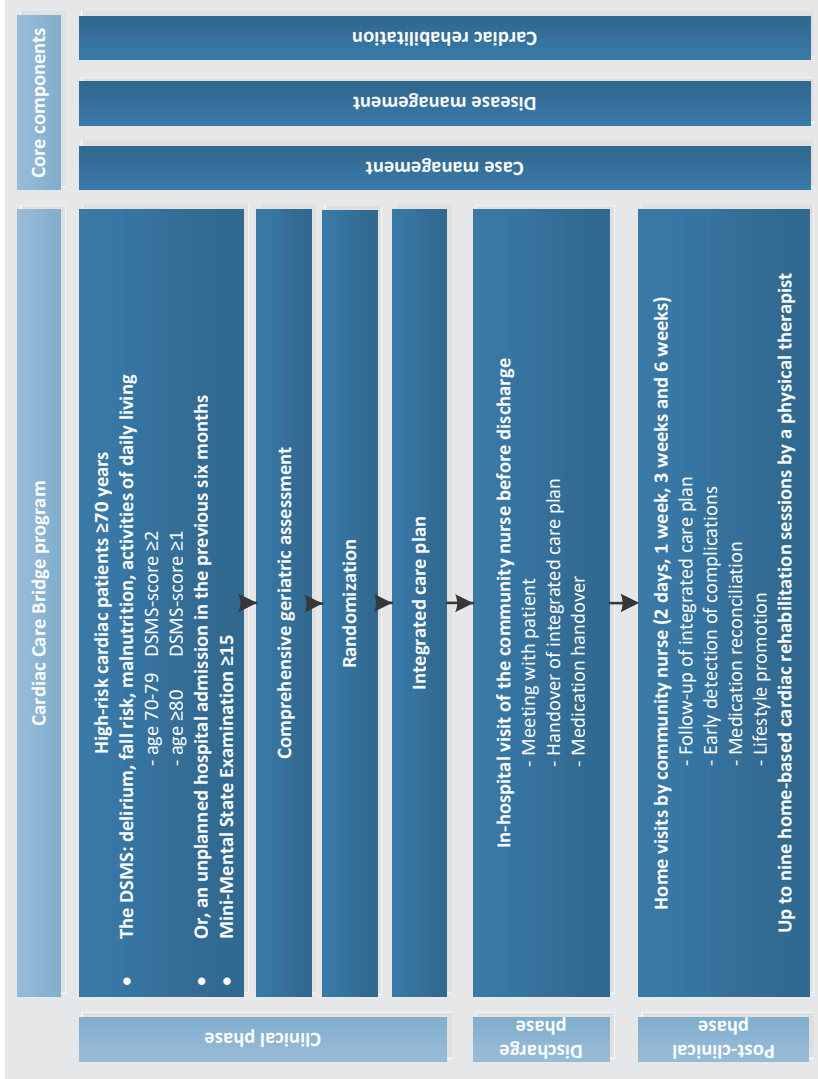 Cardiac Care Bridge program
Core components
Clinical phase
High-risk cardiac patients ≥70 years
• The DSMS: delirium, fall risk, malnutrition, activities of daily living
- age 70-79 DSMS-score ≥2
- age ≥80 DSMS-score ≥1
• Or, an unplanned hospital admission in the previous six months
• Mini-Mental State Examination ≥15
Comprehensive geriatric assessment
Randomization
Integrated care plan
Discharge
phase
In-hospital visit of the community nurse before discharge
- Meeting with patient
- Handover of integrated care plan
- Medication handover
Post-clinical
phase
Home visits by community nurse (2 days, 1 week, 3 weeks and 6 weeks)
- Follow-up of integrated care plan
- Early detection of complications
- Medication reconciliation
- Lifestyle promotion
Up to nine home-based cardiac rehabilitation sessions by a physical therapist
Case management
Disease management
Cardiac rehabilitation